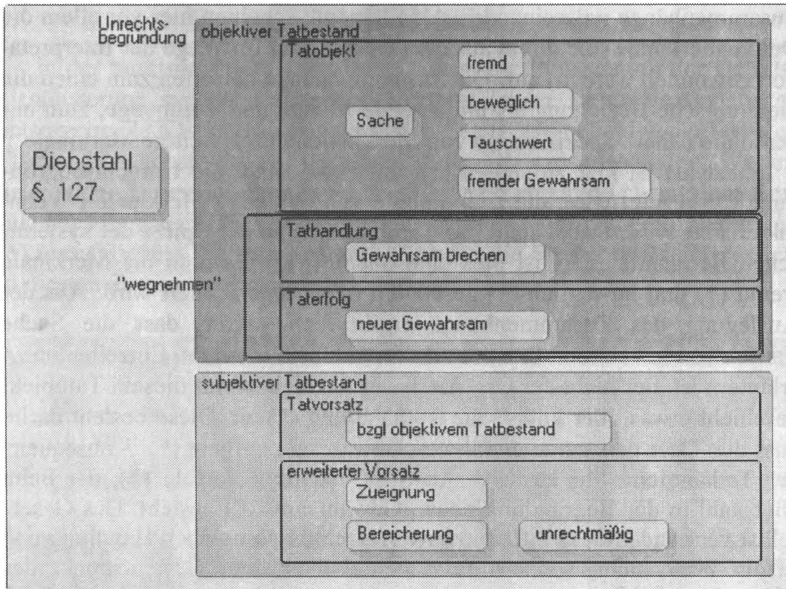 Unrechts-
begründung
objektiver Tatbestand
Tatobjekt
fremd
beweglich
Sache
Tauschwert
fremder Gewahrsam
Diebstahl
§ 127
Tathandlung
Gewahrsam brechen
"wegnehmen"
Taterfolg
neuer Gewahrsam
subjektiver Tatbestand
Tatvorsatz
bzgl objektivem Tatbestand
erweiterter Vorsatz
Zueignung
Bereicherung
unrechtmäßig